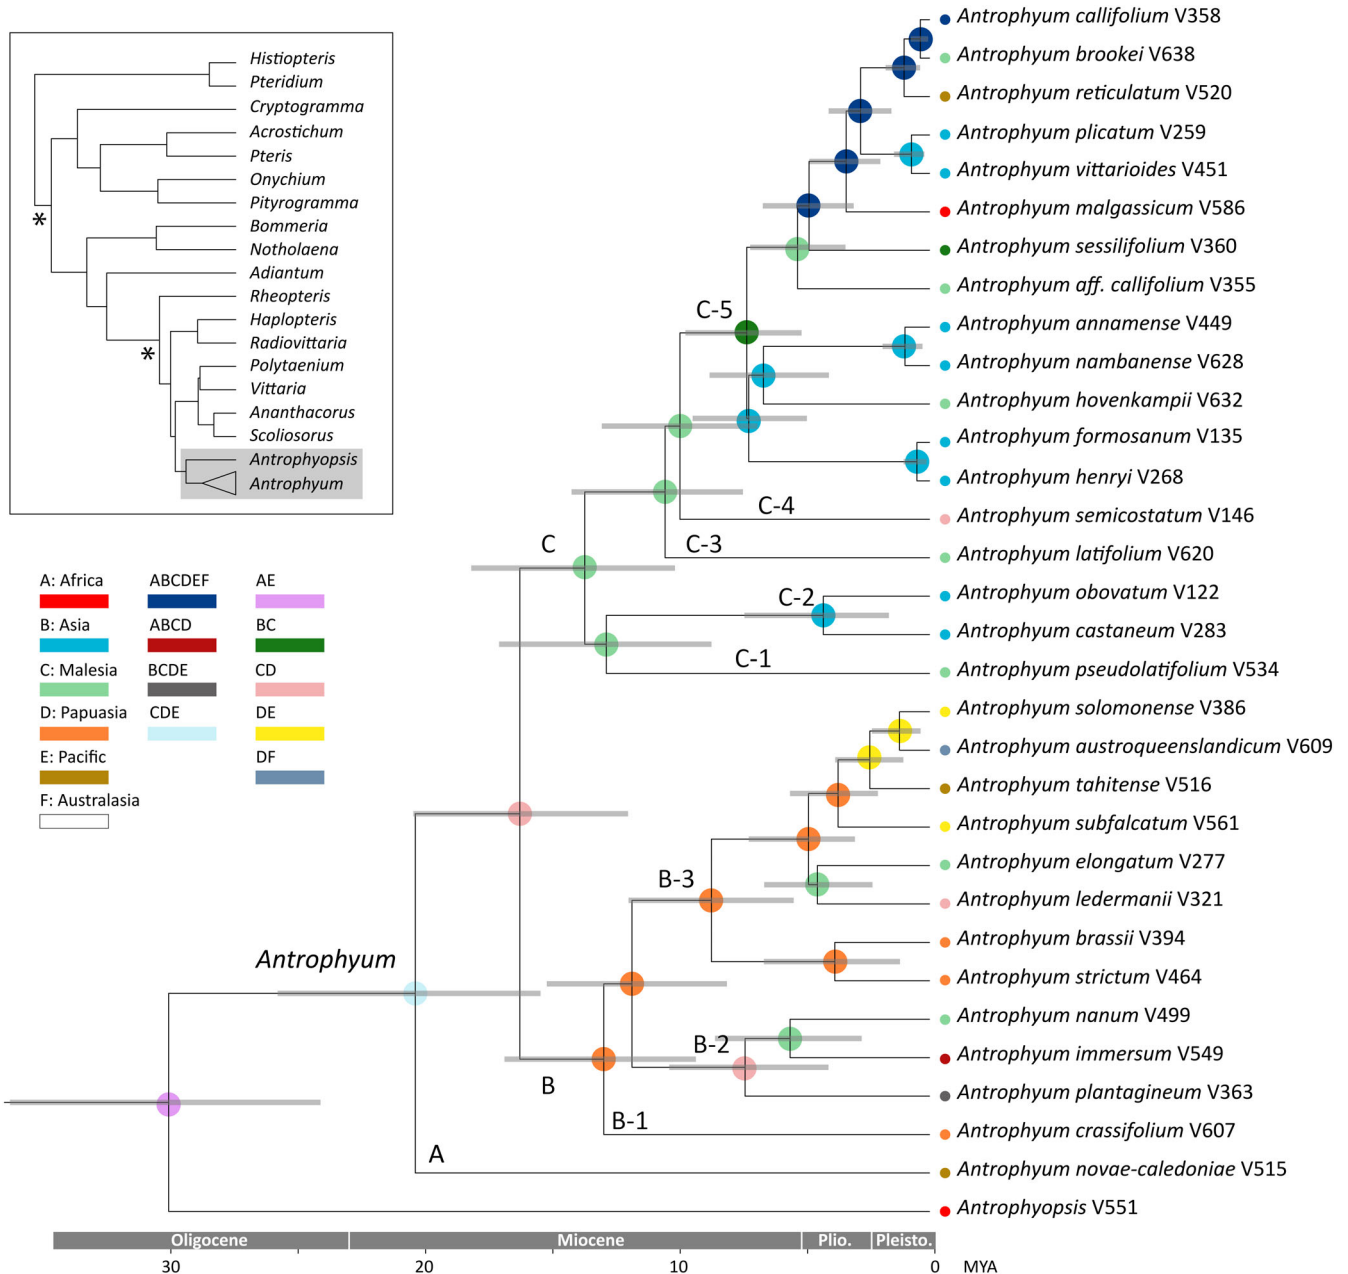 Histiopteris
Pteridium
Cryptogramma
Acrostichum
Pteris
Onychium
Pityrogramma
*
Bommeria
Notholaena
Adiantum
Rheopteris
Haplopteris
Radiovittaria
*
Polytaenium
Vittaria
Ananthacorus
Scoliosorus
Antrophyopsis
Antrophyum
A: Africa
ABCDEF
AE
B: Asia
ABCD
BC
C: Malesia
BCDE
CD
D: Papuasia
CDE
DE
E: Pacific
DF
F: Australasia
Antrophyum callifolium V358
Antrophyum brookei V638
Antrophyum reticulatum V520
Antrophyum plicatum V259
Antrophyum vittarioides V451
Antrophyum malgassicum V586
Antrophyum sessilifolium V360
Antrophyum aff. callifolium V355
C-5
Antrophyum annamense V449
Antrophyum nambanense V628
Antrophyum hovenkampii V632
Antrophyum formosanum V135
Antrophyum henryi V268
C-4
Antrophyum semicostatum V146
C
C-3
Antrophyum latifolium V620
C-2
Antrophyum obovatum V122
Antrophyum castaneum V283
C-1
Antrophyum pseudolatifolium V534
Antrophyum solomonense V386
Antrophyum austroqueenslandicum V609
Antrophyum tahitense V516
Antrophyum subfalcatum V561
Antrophyum elongatum V277
B-3
Antrophyum ledermanii V321
Antrophyum brassii V394
Antrophyum
Antrophyum strictum V464
Antrophyum nanum V499
B-2
Antrophyum immersum V549
B
Antrophyum plantagineum V363
B-1
Antrophyum crassifolium V607
A
Antrophyum novae-caledoniae V515
Antrophyopsis V551
Oligocene
Miocene
Plio.
Pleisto.
30
20
10
0
MYA